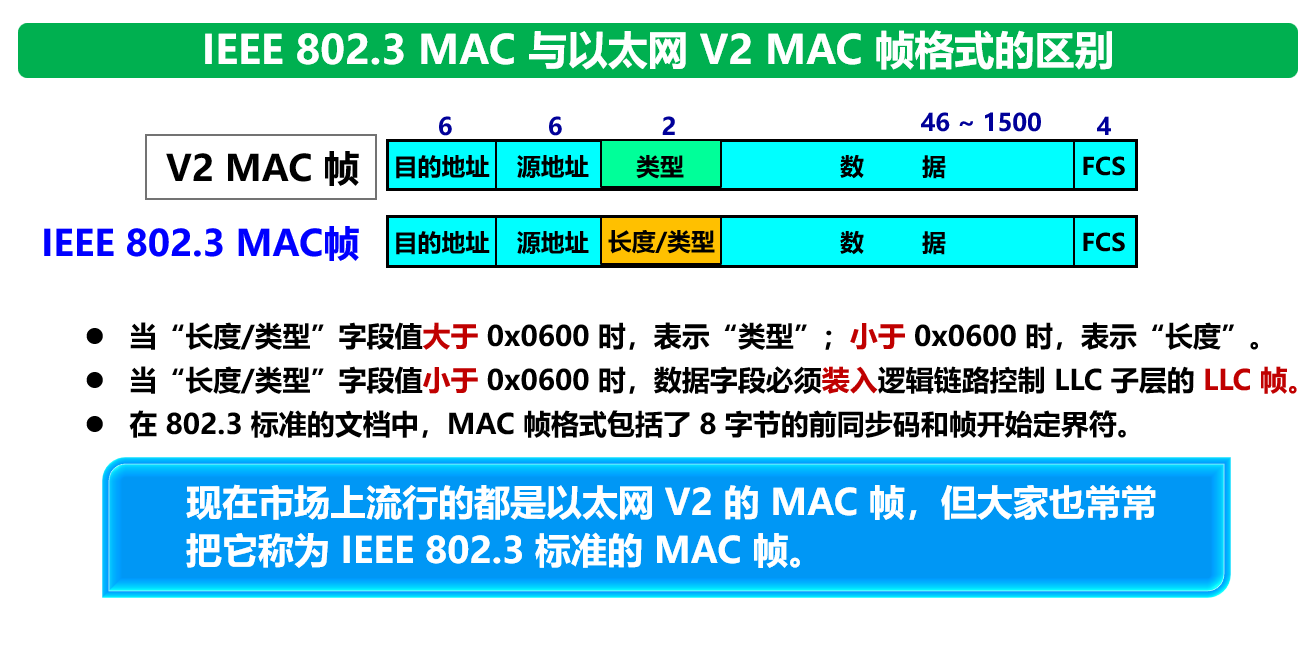 IEEE 802.3 MAC 与以太网 V2 MAC 帧格式的区别
6 6 2 46 ~ 1500 4
V2 MAC 帧 目的地址 源地址 类型 数 据 FCS
IEEE 802.3 MAC帧 目的地址 源地址 长度/类型 数 据 FCS
● 当“长度/类型”字段值大于 0x0600 时，表示“类型”；小于 0x0600 时，表示“长度”。
● 当“长度/类型”字段值小于 0x0600 时，数据字段必须装入逻辑链路控制 LLC 子层的 LLC 帧。
● 在 802.3 标准的文档中，MAC 帧格式包括了 8 字节的前同步码和帧开始定界符。
现在市场上流行的都是以太网 V2 的 MAC 帧，但大家也常常
把它称为 IEEE 802.3 标准的 MAC 帧。